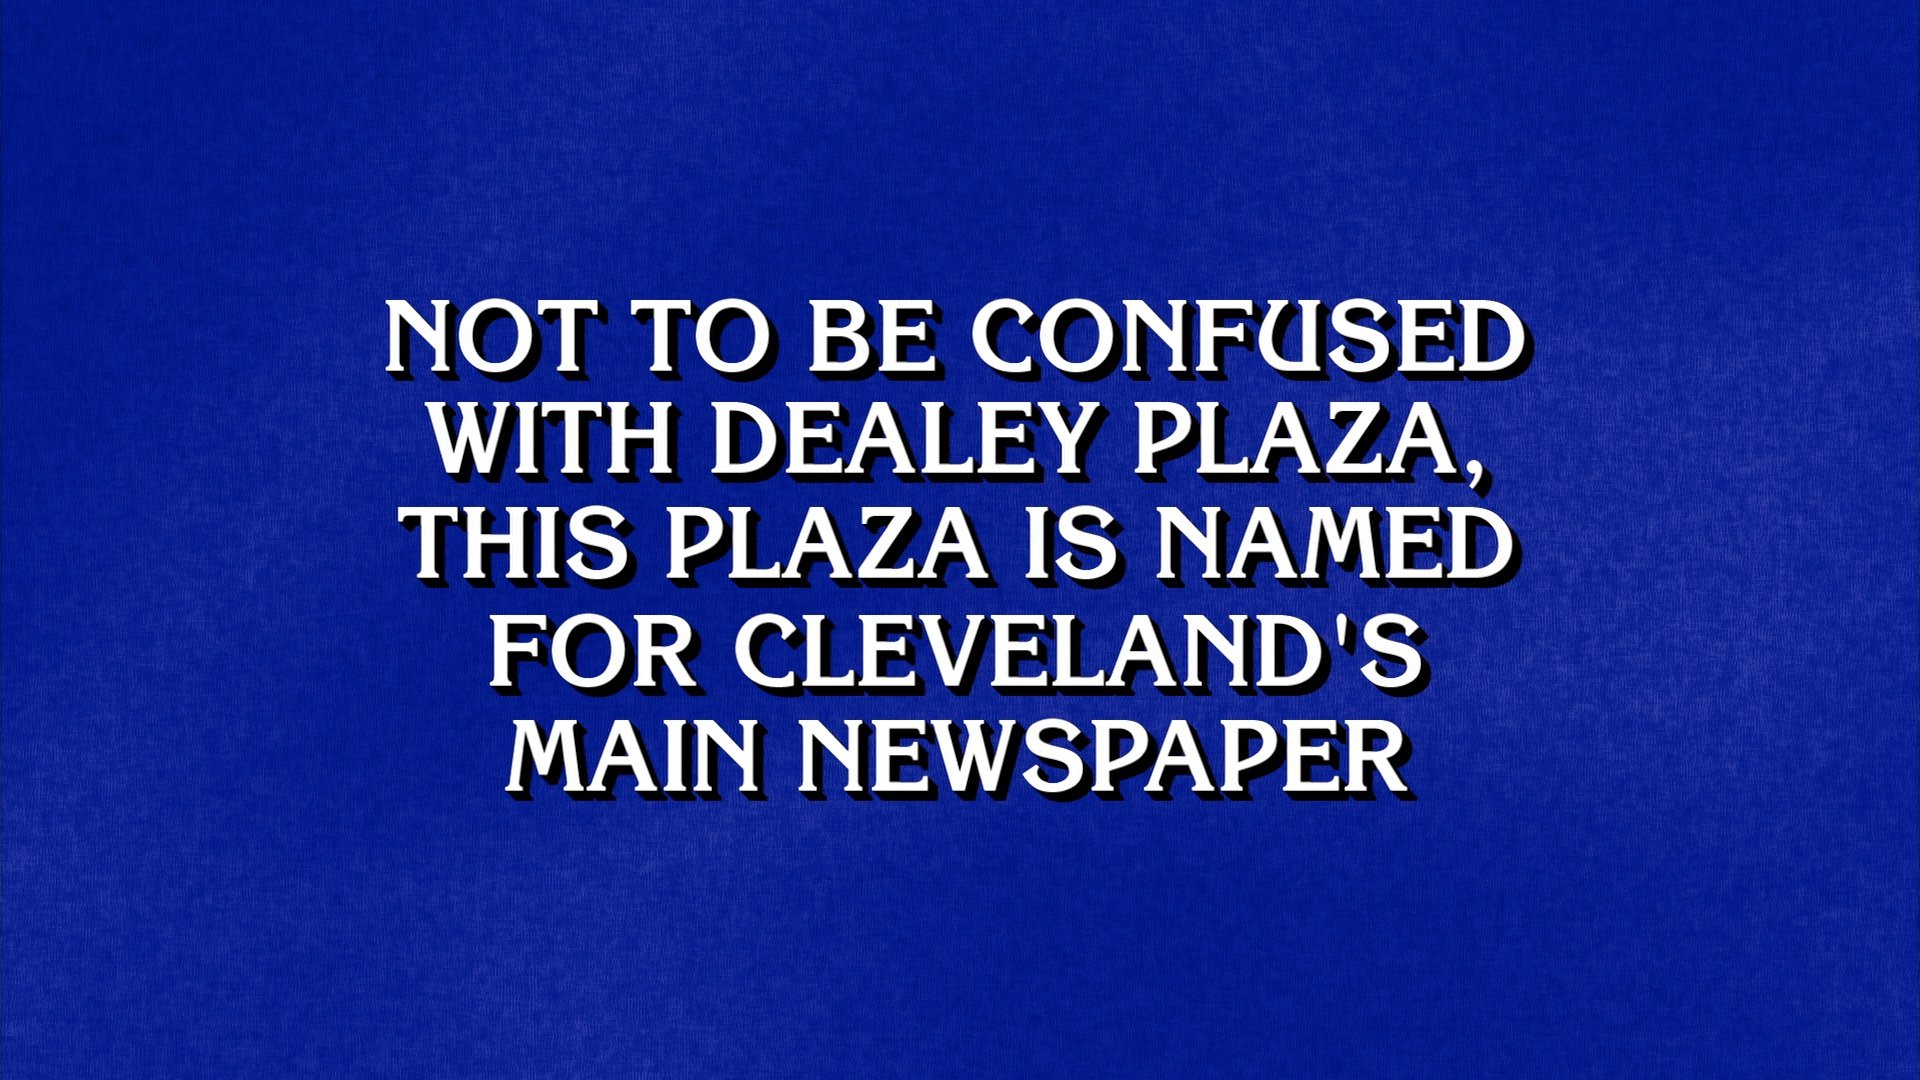 NOT TO BE CONFUSED
WITH DEALEY PLAZA,
THIS PLAZA IS NAMED
FOR CLEVELAND'S
MAIN NEWSPAPER